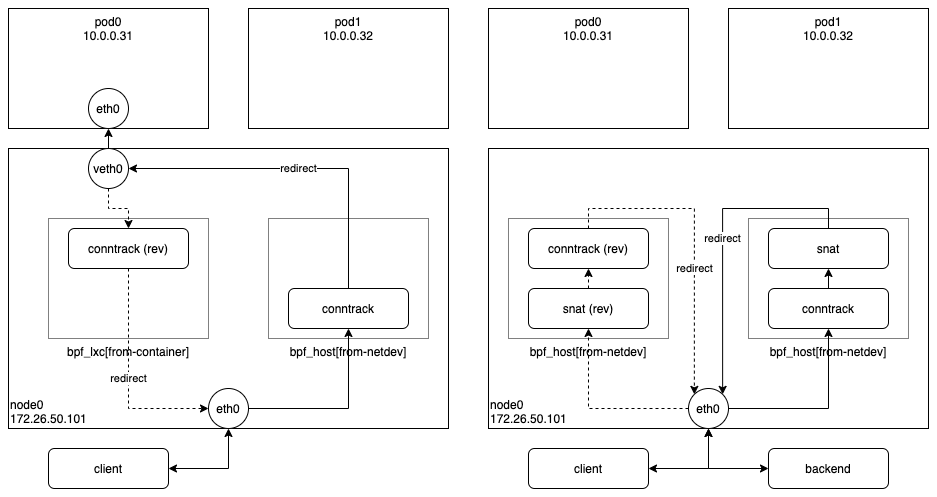 pod0
10.0.0.31
pod1
10.0.0.32
eth0
veth0
redirect
conntrack (rev)
conntrack
bpf_lxc[from-container]
bpf_host[from-netdev]
redirect
eth0
node0
172.26.50.101
client
pod0
10.0.0.31
pod1
10.0.0.32
conntrack (rev)
redirect
redirect
snat
snat (rev)
conntrack
bpf_host[from-netdev]
bpf_host[from-netdev]
eth0
node0
172.26.50.101
client
backend